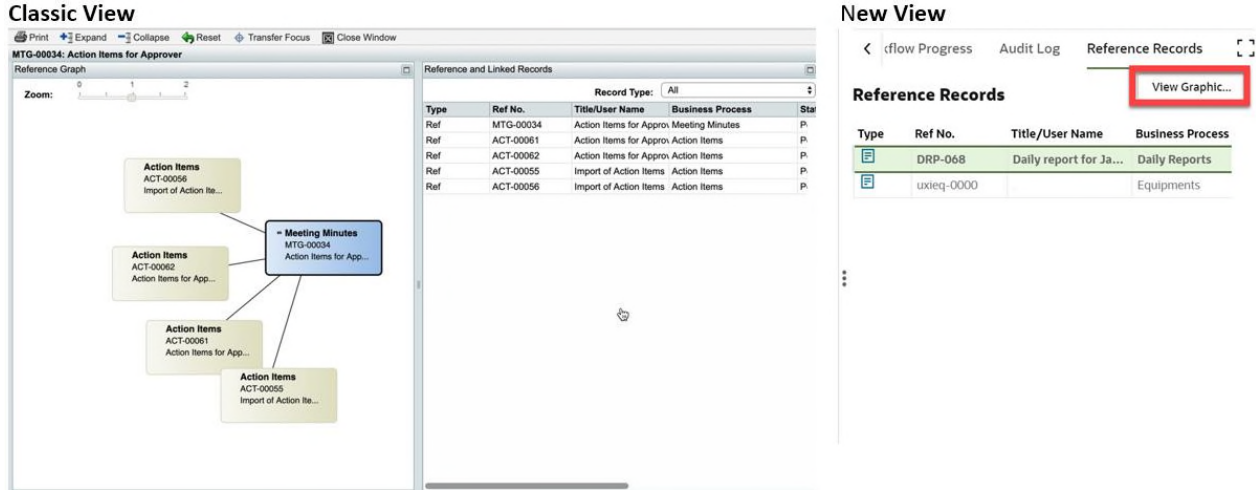 Classic View
Print Expand Collapse Reset Transfer Focus Close Window
MTG-00034: Action Items for Approver
Reference Graph
Zoom:
0 1 2
Action Items
ACT-00056
Import of Action Ite...
Meeting Minutes
MTG-00034
Action Items for App...
Action Items
ACT-00062
Action Items for App...
Action Items
ACT-00061
Action Items for App...
Action Items
ACT-00055
Import of Action Ite...
Reference and Linked Records
Record Type: All
Type Ref No. Title/User Name Business Process Stat
Ref MTG-00034 Action Items for Approv Meeting Minutes P
Ref ACT-00061 Action Items for Approv Action Items P
Ref ACT-00062 Action Items for Approv Action Items P
Ref ACT-00055 Import of Action Items Action Items P
Ref ACT-00056 Import of Action Items Action Items P
New View
flow Progress Audit Log Reference Records
View Graphic...
Reference Records
Type Ref No. Title/User Name Business Process
DRP-068 Daily report for Ja... Daily Reports
uxieq-0000 Equipments